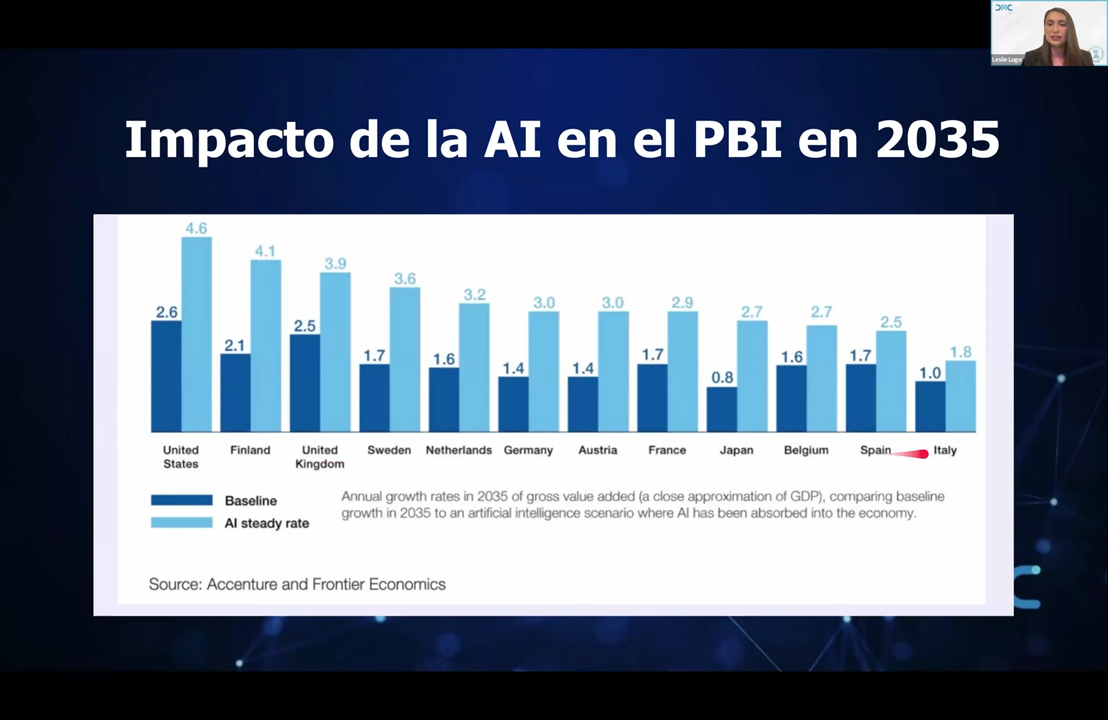 DMC
Leslie Lugo
Impacto de la AI en el PBI en 2035
4.6
4.1
3.9
3.6
3.2
3.0
3.0
2.9
2.7
2.7
2.5
1.8
2.6
2.1
2.5
1.7
1.6
1.4
1.4
1.7
0.8
1.6
1.7
1.0
United States
Finland
United Kingdom
Sweden
Netherlands
Germany
Austria
France
Japan
Belgium
Spain
Italy
Baseline
AI steady rate
Annual growth rates in 2035 of gross value added (a close approximation of GDP), comparing baseline
growth in 2035 to an artificial intelligence scenario where AI has been absorbed into the economy.
Source: Accenture and Frontier Economics